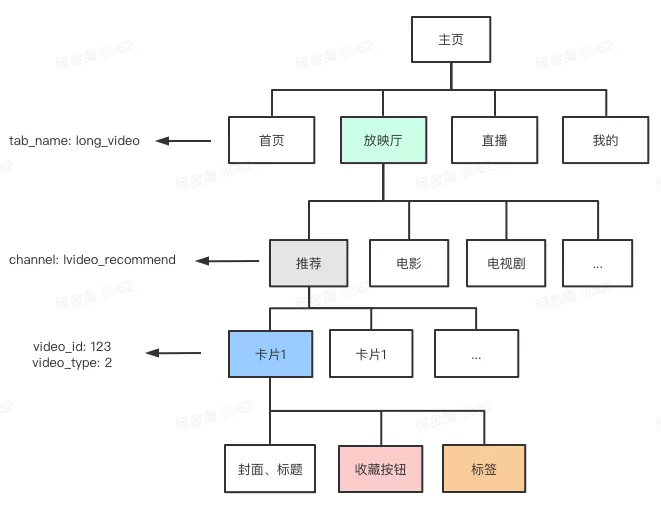 主页
tab_name: long_video
首页
放映厅
直播
我的
channel: lvideo_recommend
推荐
电影
电视剧
...
video_id: 123
video_type: 2
卡片1
卡片1
...
封面、标题
收藏按钮
标签